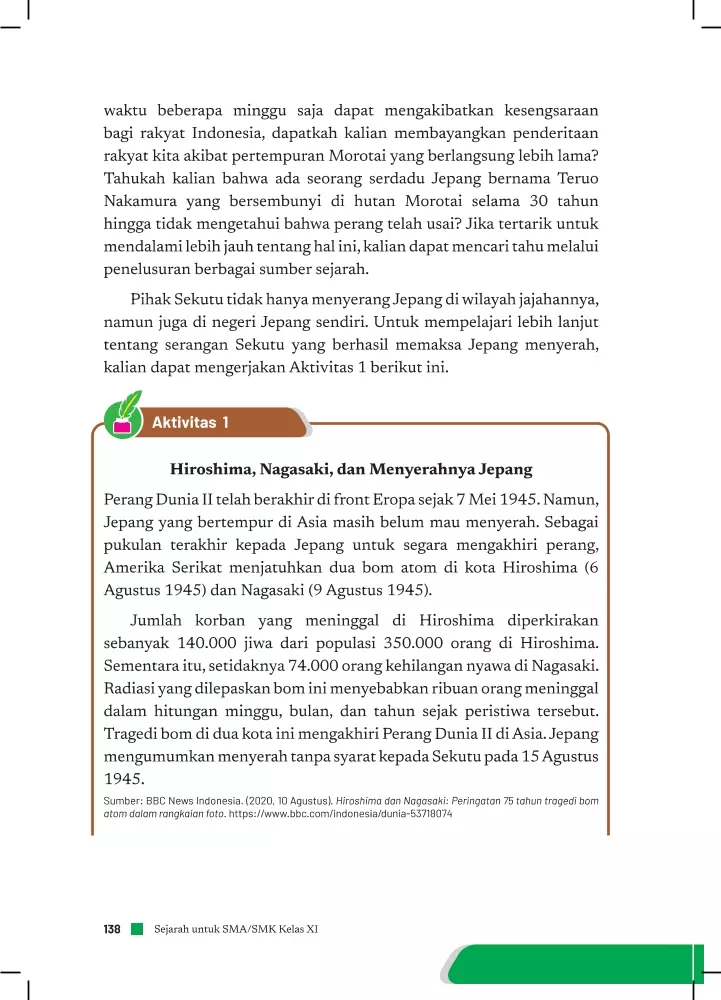 waktu beberapa minggu saja dapat mengakibatkan kesengsaraan
bagi rakyat Indonesia, dapatkah kalian membayangkan penderitaan
rakyat kita akibat pertempuran Morotai yang berlangsung lebih lama?
Tahukah kalian bahwa ada seorang serdadu Jepang bernama Teruo
Nakamura yang bersembunyi di hutan Morotai selama 30 tahun
hingga tidak mengetahui bahwa perang telah usai? Jika tertarik untuk
mendalami lebih jauh tentang hal ini, kalian dapat mencari tahu melalui
penelusuran berbagai sumber sejarah.
Pihak Sekutu tidak hanya menyerang Jepang di wilayah jajahannya,
namun juga di negeri Jepang sendiri. Untuk mempelajari lebih lanjut
tentang serangan Sekutu yang berhasil memaksa Jepang menyerah,
kalian dapat mengerjakan Aktivitas 1 berikut ini.
Aktivitas 1
Hiroshima, Nagasaki, dan Menyerahnya Jepang
Perang Dunia II telah berakhir di front Eropa sejak 7 Mei 1945. Namun,
Jepang yang bertempur di Asia masih belum mau menyerah. Sebagai
pukulan terakhir kepada Jepang untuk segara mengakhiri perang,
Amerika Serikat menjatuhkan dua bom atom di kota Hiroshima (6
Agustus 1945) dan Nagasaki (9 Agustus 1945).
Jumlah korban yang meninggal di Hiroshima diperkirakan
sebanyak 140.000 jiwa dari populasi 350.000 orang di Hiroshima.
Sementara itu, setidaknya 74.000 orang kehilangan nyawa di Nagasaki.
Radiasi yang dilepaskan bom ini menyebabkan ribuan orang meninggal
dalam hitungan minggu, bulan, dan tahun sejak peristiwa tersebut.
Tragedi bom di dua kota ini mengakhiri Perang Dunia II di Asia. Jepang
mengumumkan menyerah tanpa syarat kepada Sekutu pada 15 Agustus
1945.
Sumber: BBC News Indonesia. (2020, 10 Agustus). Hiroshima dan Nagasaki: Peringatan 75 tahun tragedi bom
atom dalam rangkaian foto. https://www.bbc.com/indonesia/dunia-53718074
138 Sejarah untuk SMA/SMK Kelas XI